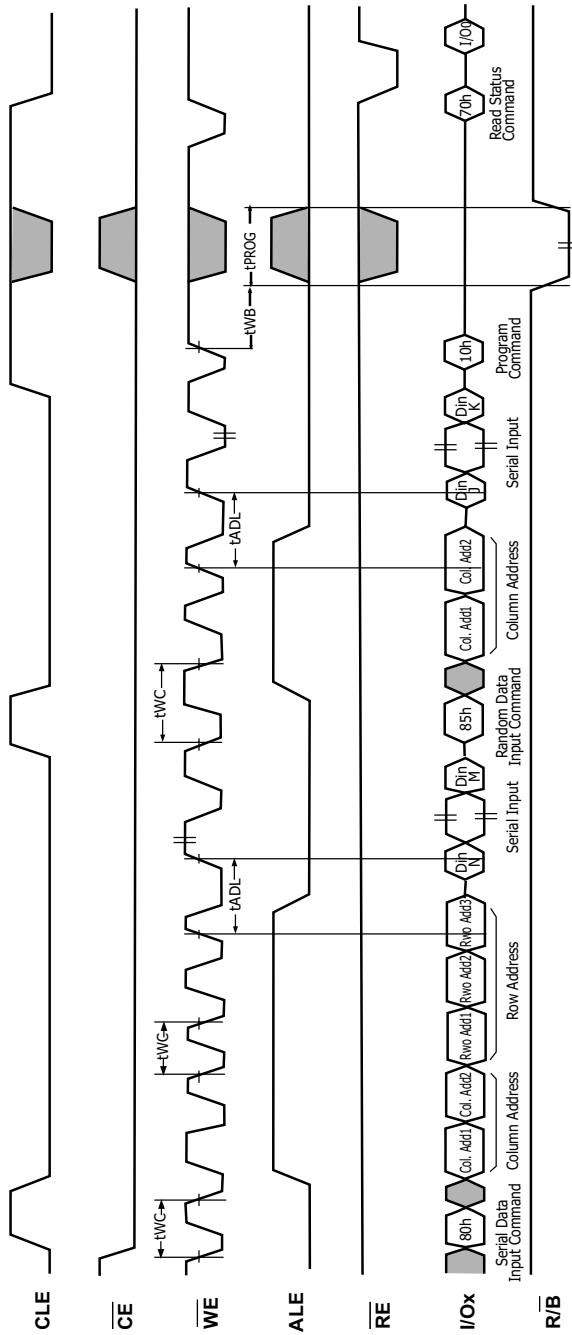 CLE
CE
WE
tWC
tWC
tADL
tWC
tADL
tWB
tPROG
ALE
RE
I/Ox
80h
Col. Add1
Col. Add2
Rwo Add1
Rwo Add2
Rwo Add3
Din
N
Din
M
85h
Col. Add1
Col. Add2
Din
J
Din
K
10h
70h
I/O0
Serial Data
Input Command
Column Address
Row Address
Serial Input
Random Data
Input Command
Column Address
Serial Input
Program
Command
Read Status
Command
R/B